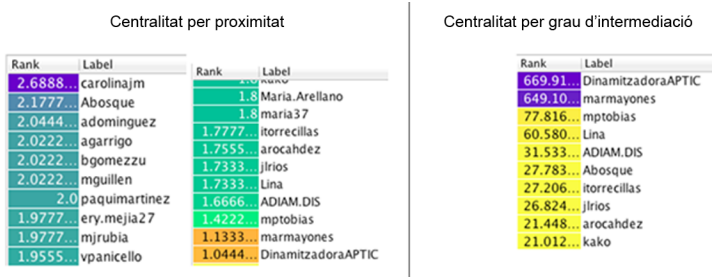 Centralitat per proximitat
Rank Label
2.6888... carolinajm
2.1777... Abosque
2.0444... adominguez
2.0222... agarrigo
2.0222... bgomezzu
2.0222... mguillen
2.0 paquimartinez
1.9777... ery.mejia27
1.9777... mjrubia
1.9555... vpanicello
Rank Label
1.8 kako
1.8 Maria.Arellano
1.8 maria37
1.7777... itorrecillas
1.7555... arocahdez
1.7333... jlrios
1.7333... Lina
1.6666... ADIAM.DIS
1.4222... mptobias
1.1333... marmayones
1.0444... DinamitzadoraAPTIC
Centralitat per grau d'intermediació
Rank Label
669.91... DinamitzadoraAPTIC
649.10... marmayones
77.816... mptobias
60.580... Lina
31.533... ADIAM.DIS
27.783... Abosque
27.206... itorrecillas
26.824... jlrios
21.448... arocahdez
21.012... kako